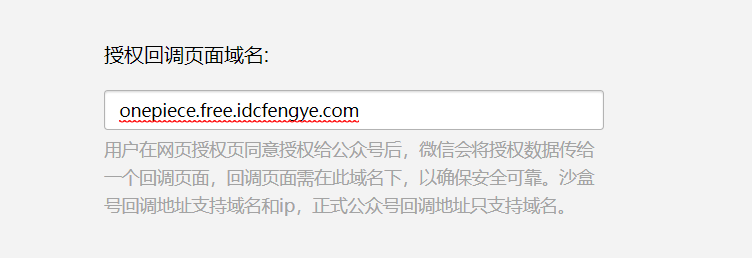 授权回调页面域名:
onepiece.free.idcfengye.com
用户在网页授权页同意授权给公众号后，微信会将授权数据传给
一个回调页面，回调页面需在此域名下，以确保安全可靠。沙盒
号回调地址支持域名和ip，正式公众号回调地址只支持域名。